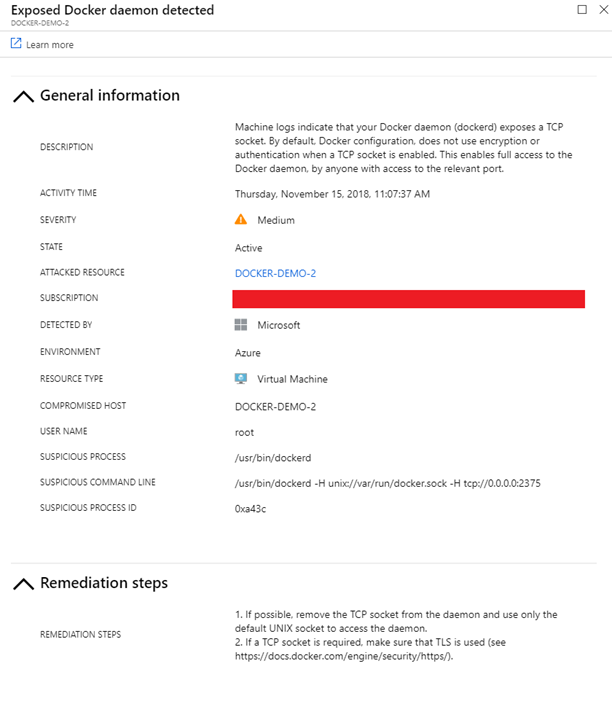 Exposed Docker daemon detected
DOCKER-DEMO-2
Learn more
General information
DESCRIPTION
Machine logs indicate that your Docker daemon (dockerd) exposes a TCP
socket. By default, Docker configuration, does not use encryption or
authentication when a TCP socket is enabled. This enables full access to the
Docker daemon, by anyone with access to the relevant port.
ACTIVITY TIME
Thursday, November 15, 2018, 11:07:37 AM
SEVERITY
Medium
STATE
Active
ATTACKED RESOURCE
DOCKER-DEMO-2
SUBSCRIPTION
DETECTED BY
Microsoft
ENVIRONMENT
Azure
RESOURCE TYPE
Virtual Machine
COMPROMISED HOST
DOCKER-DEMO-2
USER NAME
root
SUSPICIOUS PROCESS
/usr/bin/dockerd
SUSPICIOUS COMMAND LINE
/usr/bin/dockerd -H unix://var/run/docker.sock -H tcp://0.0.0.0:2375
SUSPICIOUS PROCESS ID
0xa43c
Remediation steps
REMEDIATION STEPS
1. If possible, remove the TCP socket from the daemon and use only the
default UNIX socket to access the daemon.
2. If a TCP socket is required, make sure that TLS is used (see
https://docs.docker.com/engine/security/https/).